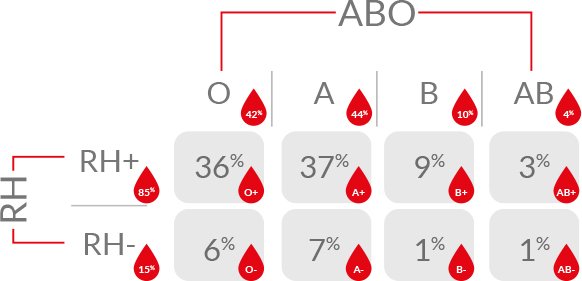 ABO
O 42% A 44% B 10% AB 4%
RH
RH+ 85% 36% O+ 37% A+ 9% B+ 3% AB+
RH- 15% 6% O- 7% A- 1% B- 1% AB-